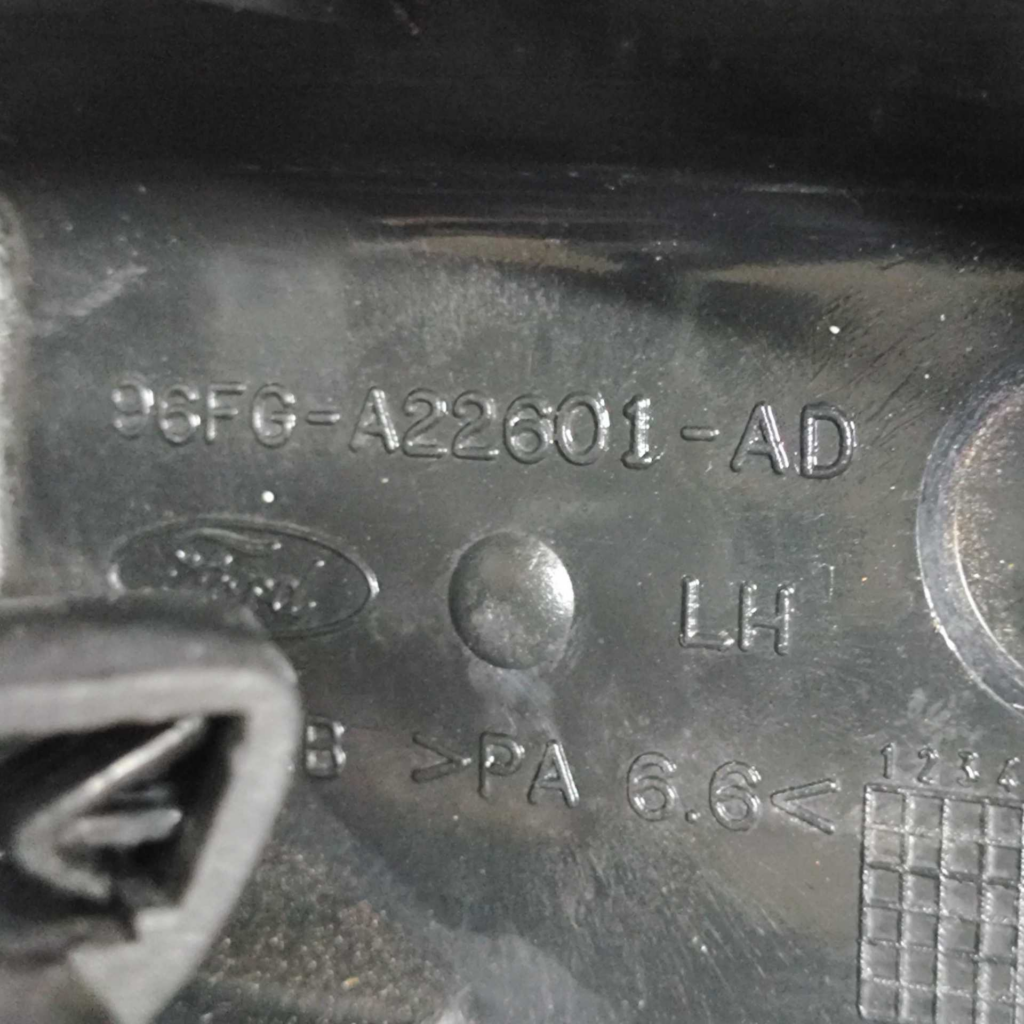 96FG-A22601-AD
Ford
LH
B >PA 6.6<
1 2 3 4